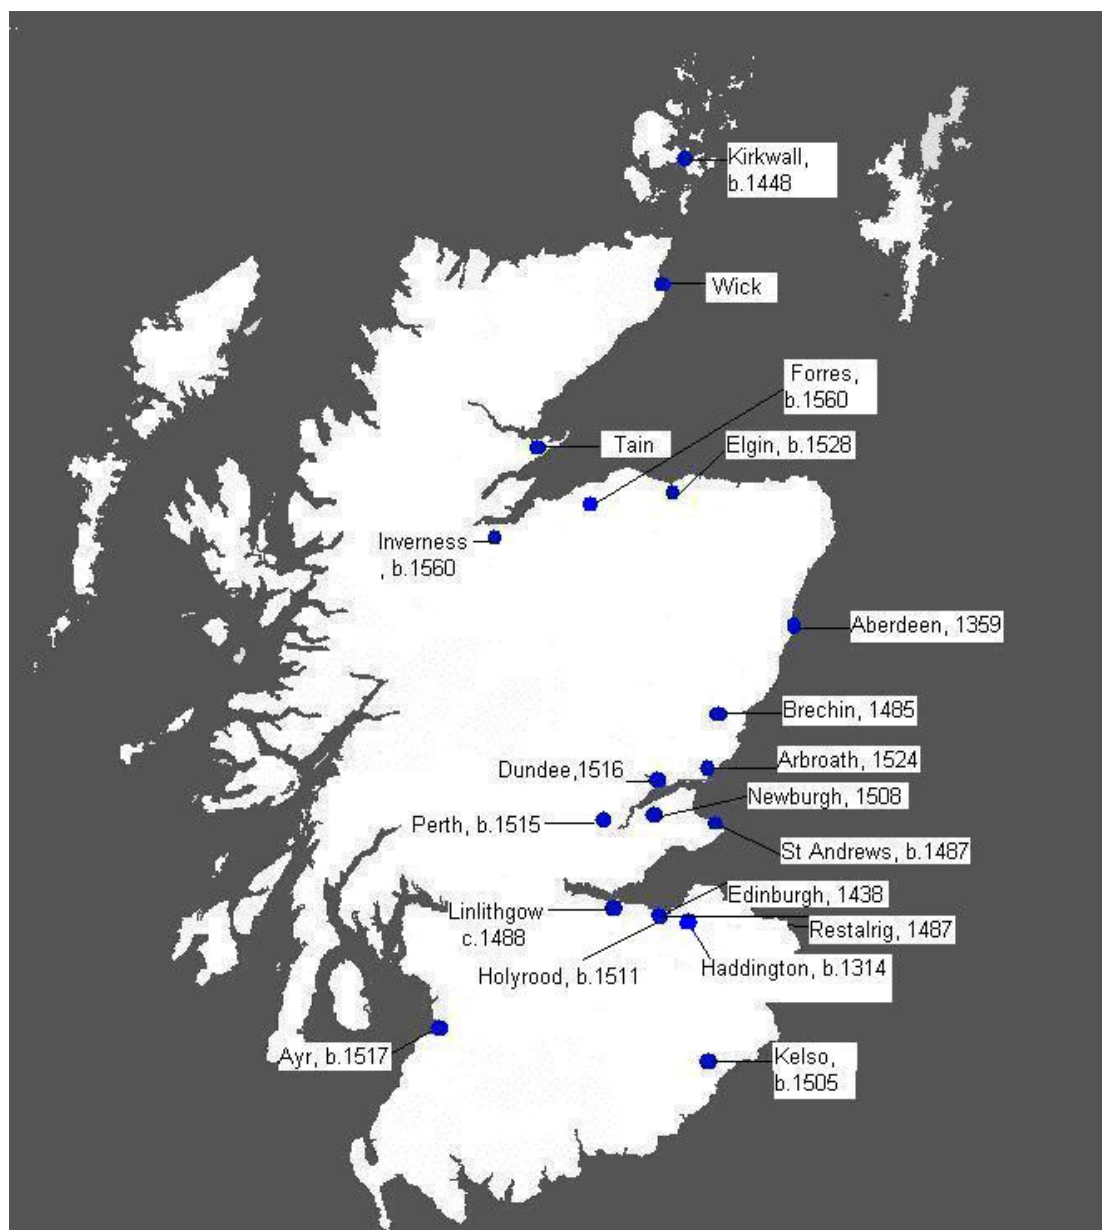 Kirkwall,
b.1448
Wick
Forres,
b.1560
Tain
Elgin, b.1528
Inverness
, b.1560
Aberdeen, 1359
Brechin, 1485
Arbroath, 1524
Dundee,1516
Newburgh, 1508
Perth, b.1515
St Andrews, b.1487
Edinburgh, 1438
Linlithgow
c.1488
Restalrig, 1487
Haddington, b.1314
Holyrood, b.1511
Ayr, b.1517
Kelso,
b.1505